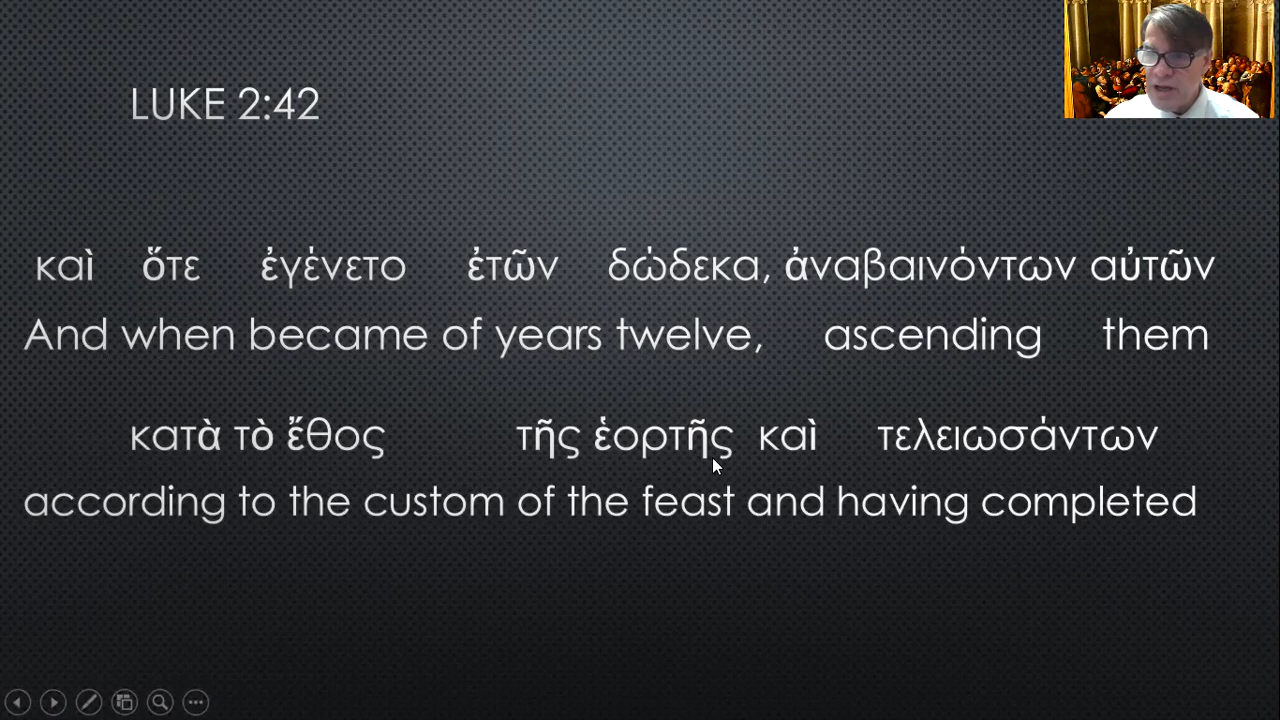 LUKE 2:42
καὶ ὅτε ἐγένετο ἐτῶν δώδεκα, ἀναβαινόντων αὐτῶν
And when became of years twelve, ascending them
κατὰ τὸ ἔθος τῆς ἑορτῆς καὶ τελειωσάντων
according to the custom of the feast and having completed